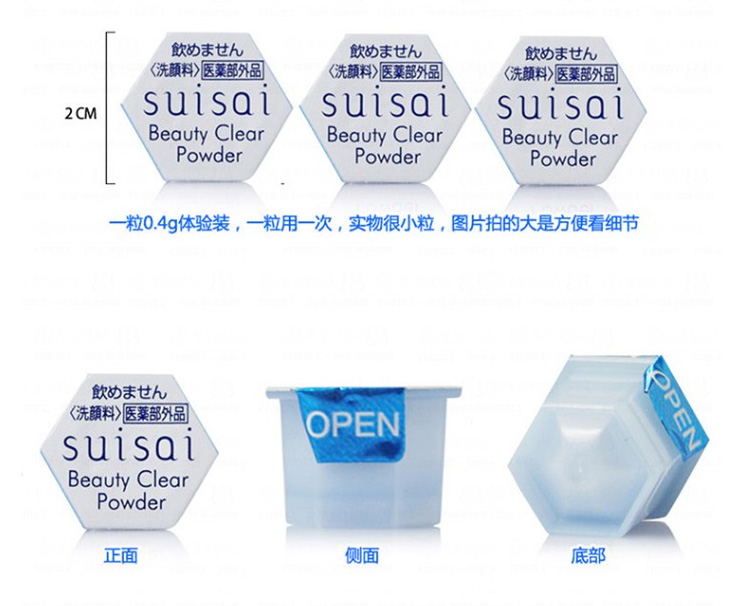 飲めません
〈洗顔料〉医薬部外品
suisai
Beauty Clear
Powder
飲めません
〈洗顔料〉医薬部外品
suisai
Beauty Clear
Powder
飲めません
〈洗顔料〉医薬部外品
suisai
Beauty Clear
Powder
2 CM
一粒0.4g体验装，一粒用一次，实物很小粒，图片拍的大是方便看细节
飲めません
〈洗顔料〉医薬部外品
suisai
Beauty Clear
Powder
OPEN
OPEN
正面
侧面
底部